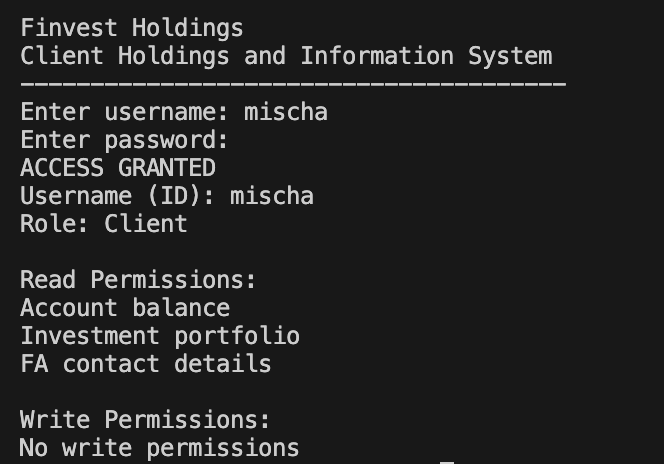 Finvest Holdings
Client Holdings and Information System
---------------------------------------
Enter username: mischa
Enter password:
ACCESS GRANTED
Username (ID): mischa
Role: Client
Read Permissions:
Account balance
Investment portfolio
FA contact details
Write Permissions:
No write permissions